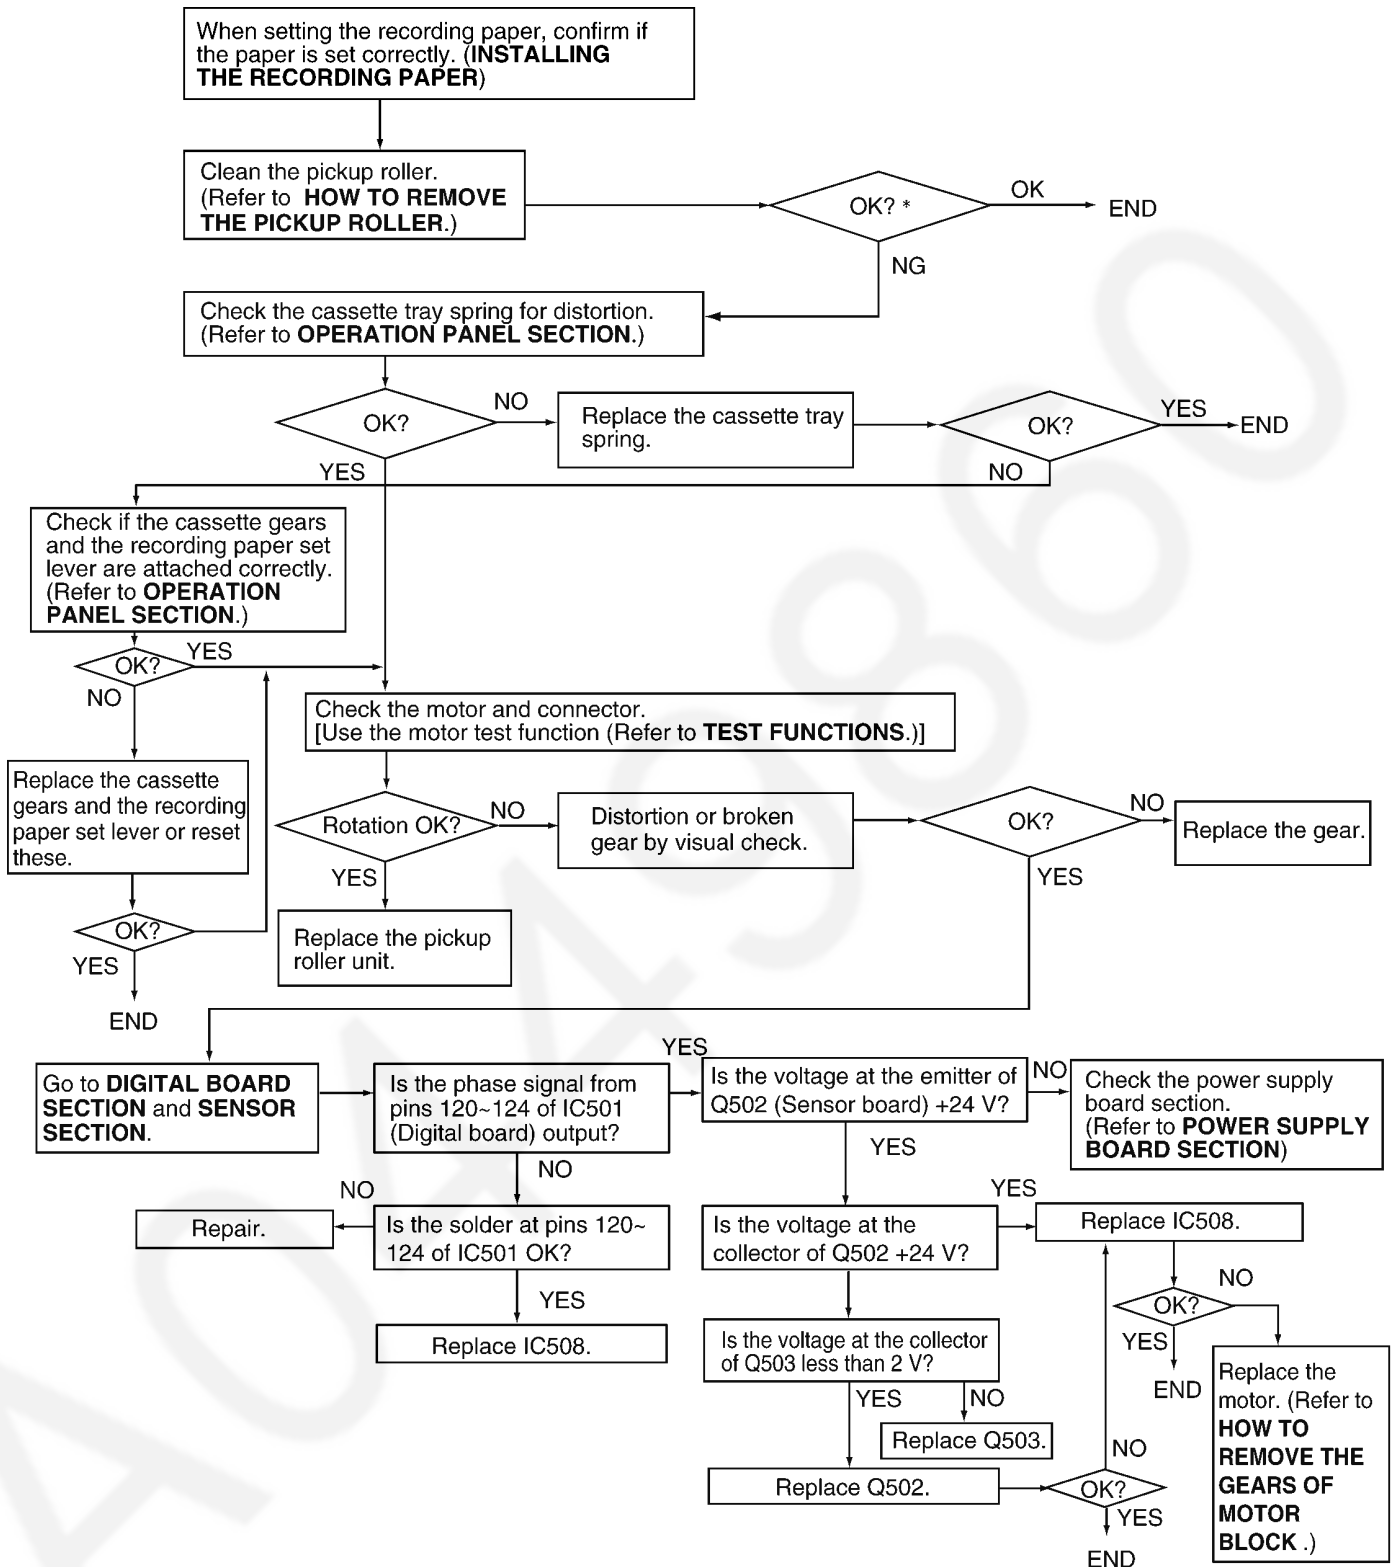 When setting the recording paper, confirm if
the paper is set correctly. (INSTALLING
THE RECORDING PAPER)
Clean the pickup roller.
(Refer to HOW TO REMOVE
THE PICKUP ROLLER.)
OK? *
OK
END
NG
Check the cassette tray spring for distortion.
(Refer to OPERATION PANEL SECTION.)
OK?
NO
Replace the cassette tray
spring.
OK?
YES
END
YES
NO
Check if the cassette gears
and the recording paper set
lever are attached correctly.
(Refer to OPERATION
PANEL SECTION.)
OK?
YES
NO
Check the motor and connector.
[Use the motor test function (Refer to TEST FUNCTIONS.)]
Replace the cassette
gears and the recording
paper set lever or reset
these.
Rotation OK?
NO
Distortion or broken
gear by visual check.
OK?
NO
Replace the gear.
YES
YES
OK?
Replace the pickup
roller unit.
YES
END
Go to DIGITAL BOARD
SECTION and SENSOR
SECTION.
Is the phase signal from
pins 120~124 of IC501
(Digital board) output?
YES
Is the voltage at the emitter of
Q502 (Sensor board) +24 V?
NO
Check the power supply
board section.
(Refer to POWER SUPPLY
BOARD SECTION)
NO
YES
NO
Repair.
Is the solder at pins 120~
124 of IC501 OK?
Is the voltage at the
collector of Q502 +24 V?
YES
Replace IC508.
YES
Replace IC508.
OK?
NO
YES
END
Is the voltage at the collector
of Q503 less than 2 V?
YES
NO
Replace Q503.
Replace the
motor. (Refer to
HOW TO
REMOVE THE
GEARS OF
MOTOR
BLOCK .)
Replace Q502.
NO
OK?
YES
END
A0449860